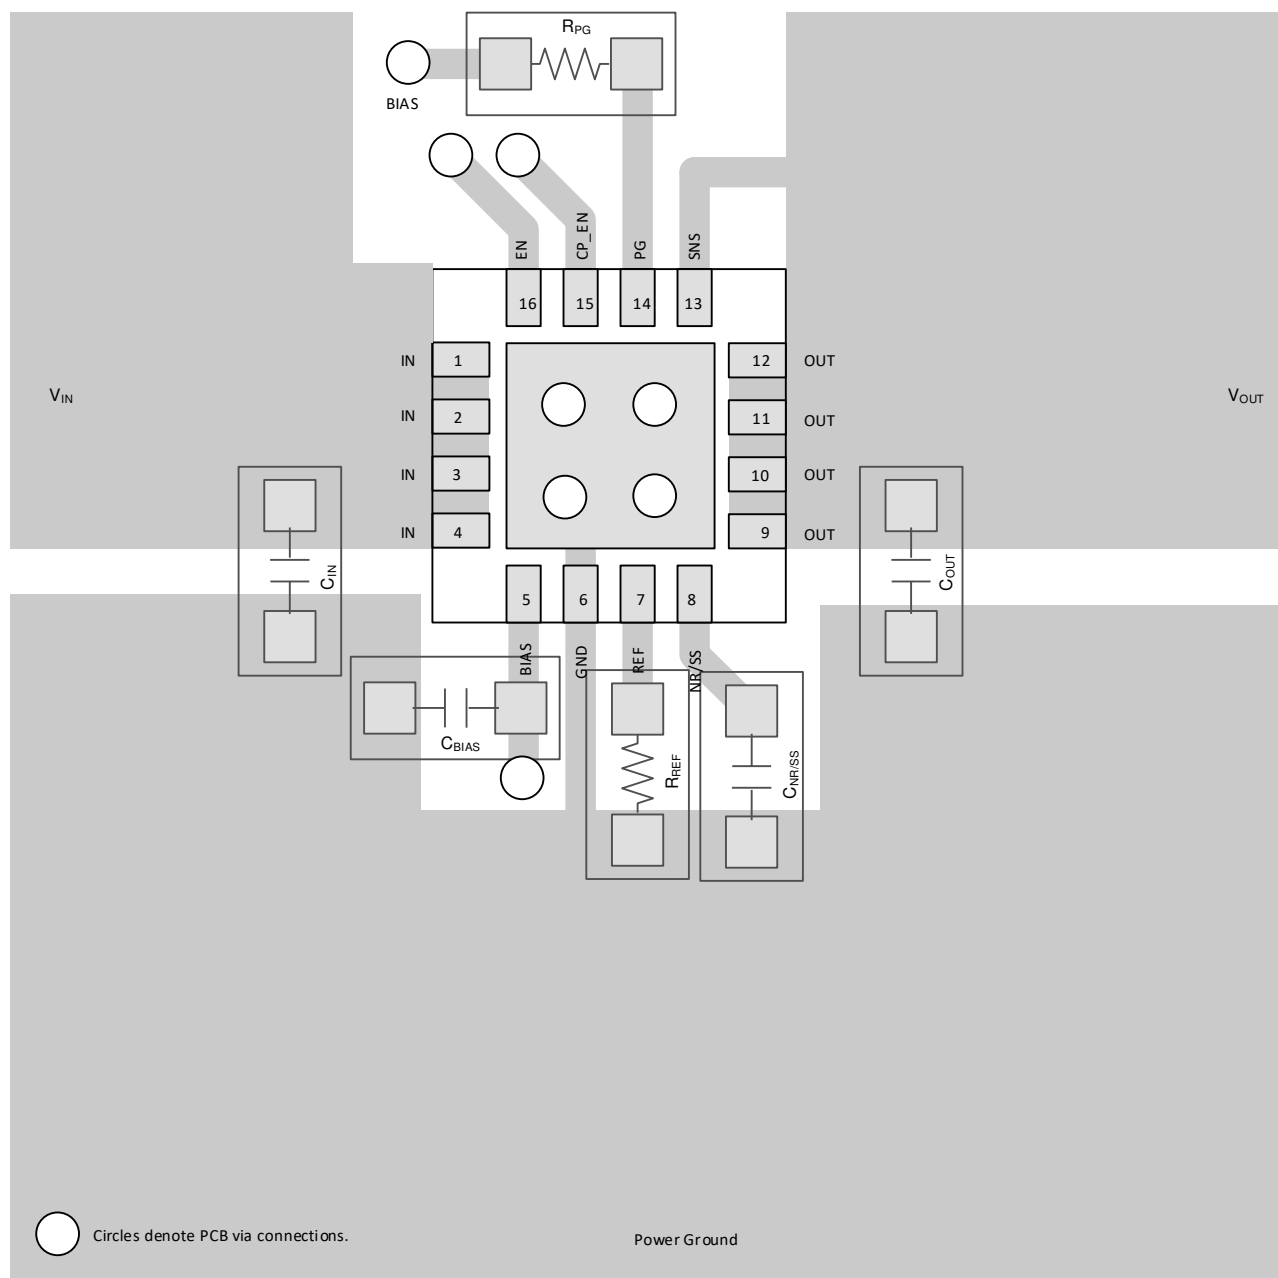 RPG
BIAS
EN
CP_EN
PG
SNS
16
15
14
13
IN
1
12
OUT
VIN
VOUT
IN
2
11
OUT
IN
3
10
OUT
IN
4
9
OUT
CIN
COUT
5
6
7
8
BIAS
GND
REF
NR/SS
CBIAS
RREF
CNR/SS
Circles denote PCB via connections.
Power Ground